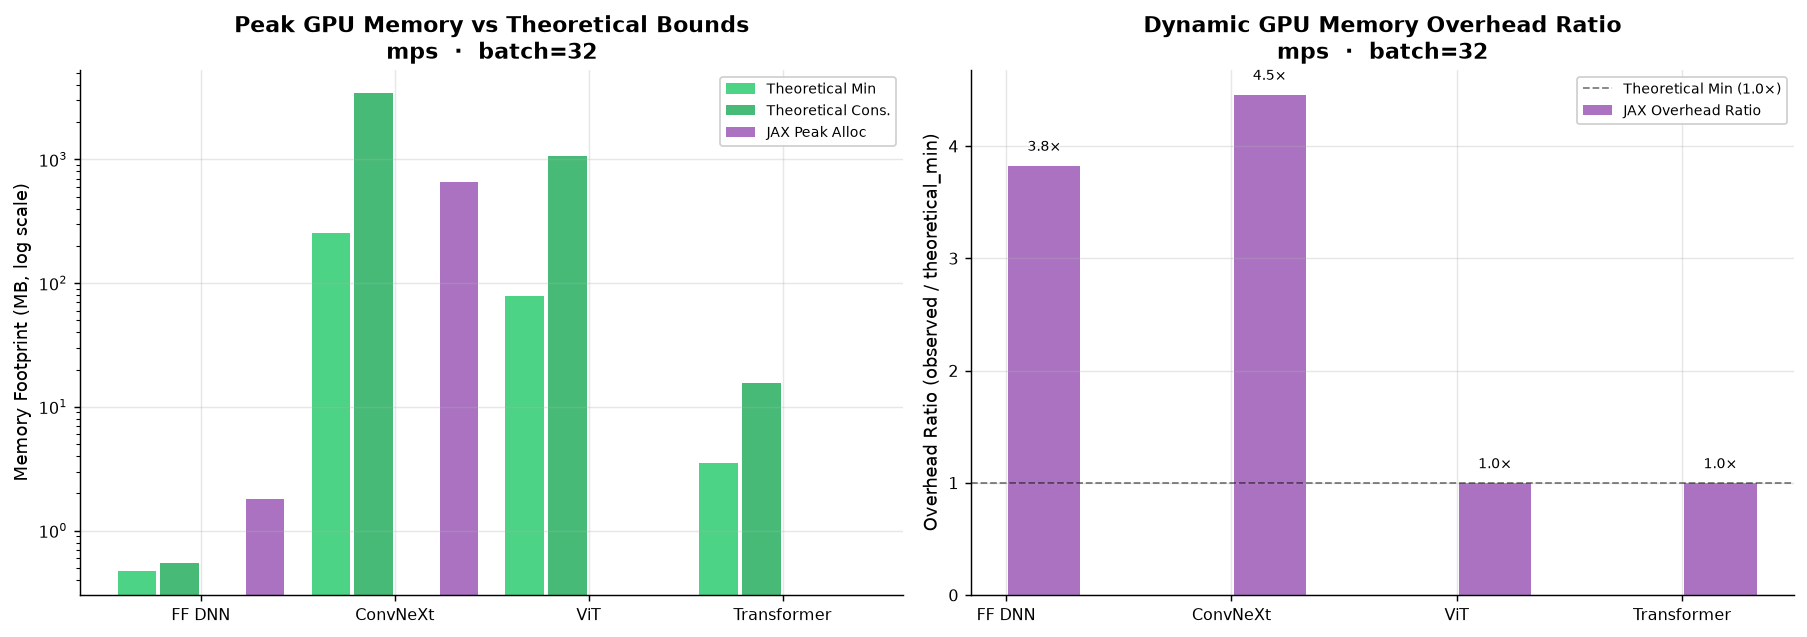 Peak GPU Memory vs Theoretical Bounds
mps · batch=32
Memory Footprint (MB, log scale)
10³
10²
10¹
10⁰
Theoretical Min
Theoretical Cons.
JAX Peak Alloc
FF DNN
ConvNeXt
ViT
Transformer
Dynamic GPU Memory Overhead Ratio
mps · batch=32
Overhead Ratio (observed / theoretical_min)
4
3
2
1
0
Theoretical Min (1.0×)
JAX Overhead Ratio
3.8×
4.5×
1.0×
1.0×
FF DNN
ConvNeXt
ViT
Transformer